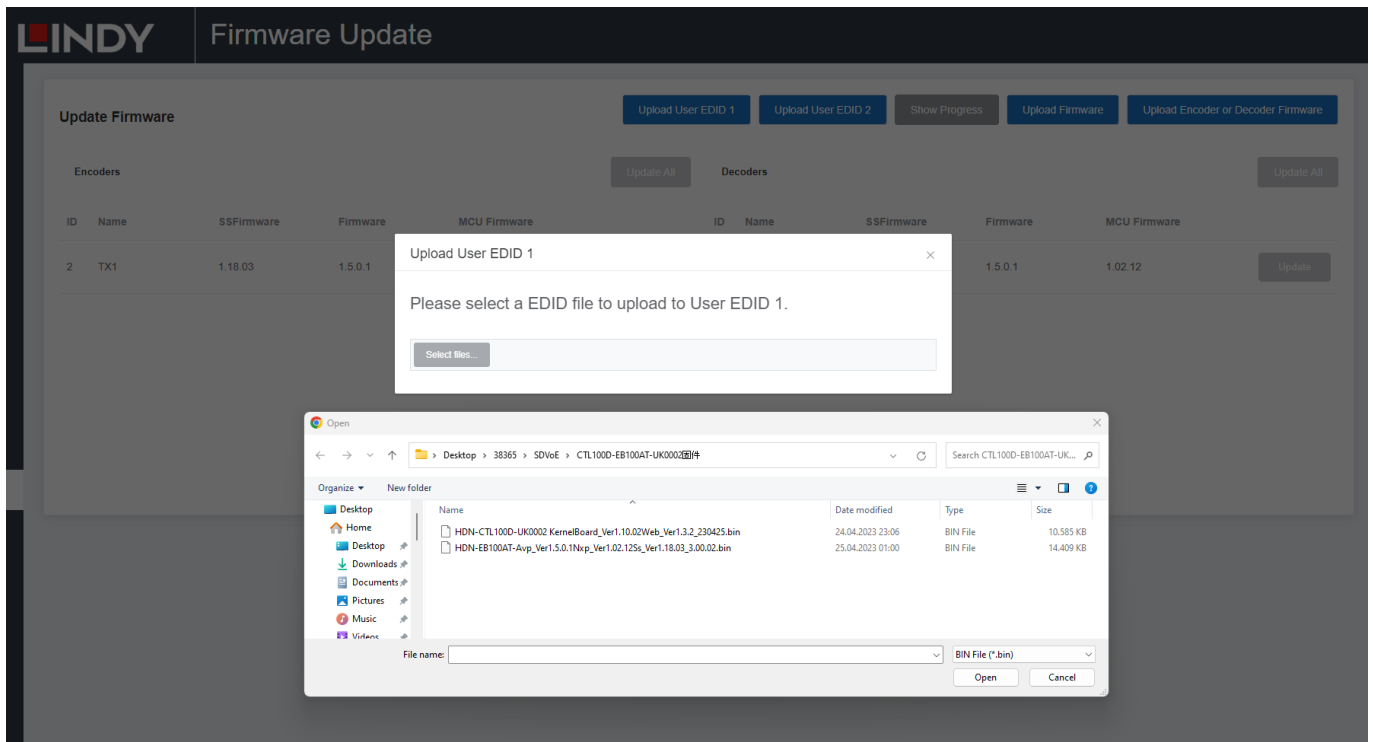 LINDY Firmware Update
Update Firmware Upload User EDID 1 Upload User EDID 2 Show Progress Upload Firmware Upload Encoder or Decoder Firmware
Encoders Update All Decoders Update All
ID Name SSFirmware Firmware MCU Firmware ID Name SSFirmware Firmware MCU Firmware
2 TX1 1.18.03 1.5.0.1 1.5.0.1 1.02.12 Update
Upload User EDID 1
Please select a EDID file to upload to User EDID 1.
Select files...
Open
Desktop › 38365 › SDVoE › CTL100D-EB100AT-UK0002固件 Search CTL100D-EB100AT-UK...
Organize New folder
Desktop Name Date modified Type Size
Home HDN-CTL100D-UK0002 KernelBoard_Ver1.10.02Web_Ver1.3.2_230425.bin 24.04.2023 23:06 BIN File 10.585 KB
Desktop HDN-EB100AT-Avp_Ver1.5.0.1Nxp_Ver1.02.12Ss_Ver1.18.03_3.00.02.bin 25.04.2023 01:00 BIN File 14.409 KB
Downloads
Documents
Pictures
Music
Videos
File name: BIN File (*.bin)
Open Cancel